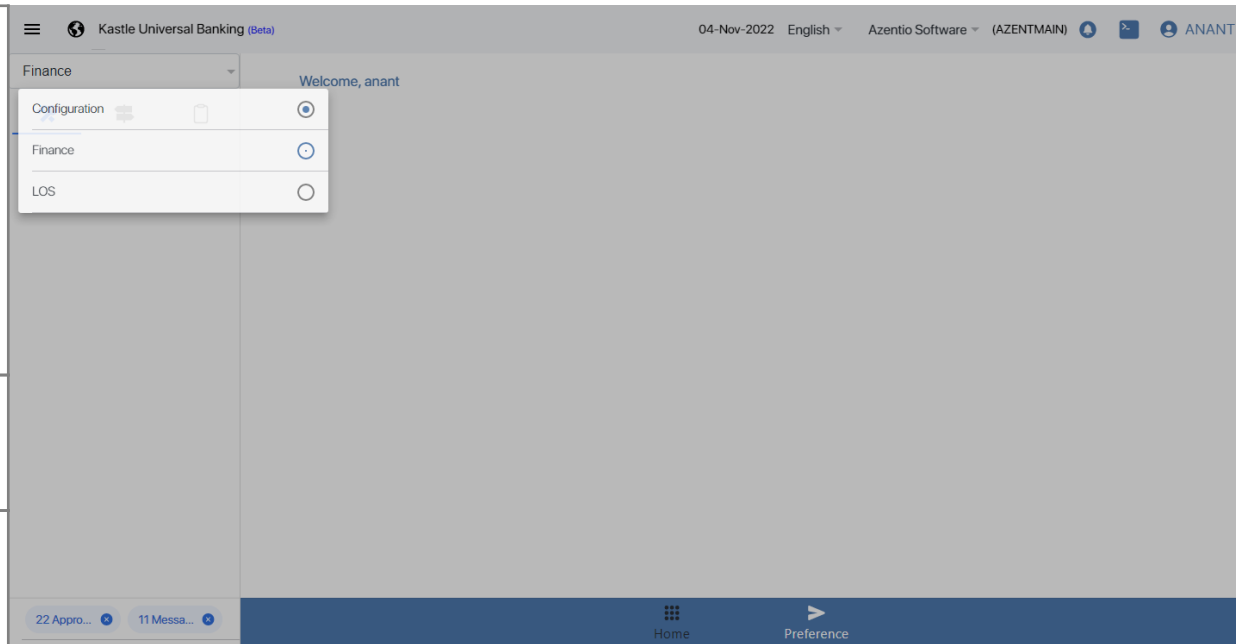 Kastle Universal Banking (Beta) 04-Nov-2022 English Azentio Software (AZENTMAIN) ANANT
Finance
Welcome, anant
Configuration
Finance
LOS
22 Appro... 11 Messa...
Home Preference